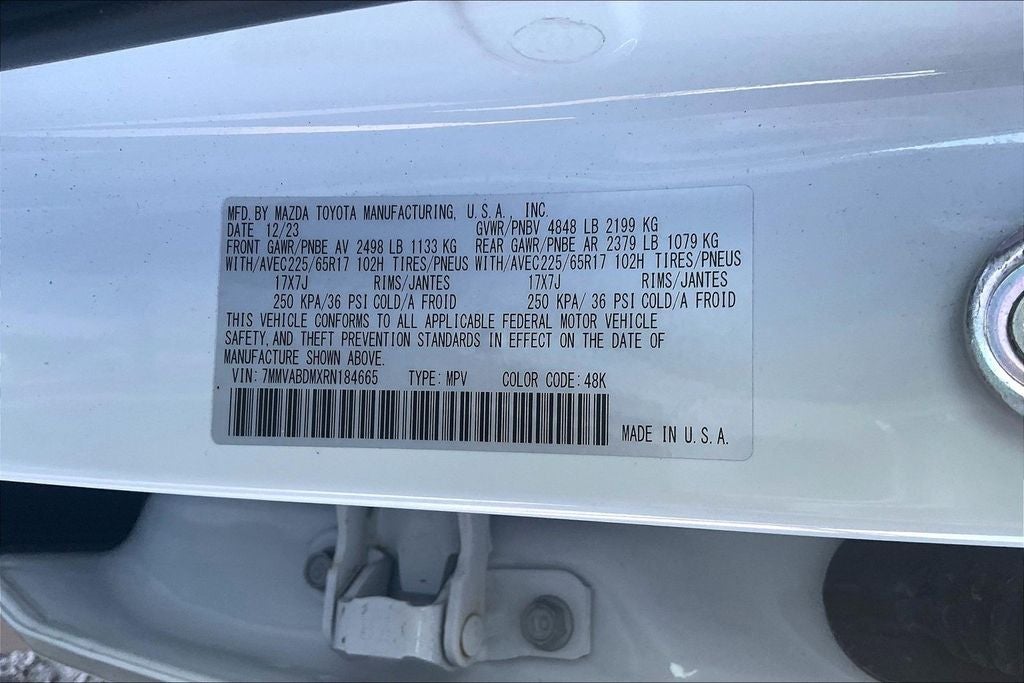 MFD. BY MAZDA TOYOTA MANUFACTURING, U.S.A., INC.
DATE 12/23 GVWR/PNBV 4848 LB 2199 KG
FRONT GAWR/PNBE AV 2498 LB 1133 KG REAR GAWR/PNBE AR 2379 LB 1079 KG
WITH/AVEC225/65R17 102H TIRES/PNEUS WITH/AVEC225/65R17 102H TIRES/PNEUS
17X7J RIMS/JANTES 17X7J RIMS/JANTES
250 KPA/36 PSI COLD/A FROID 250 KPA/ 36 PSI COLD/A FROID
THIS VEHICLE CONFORMS TO ALL APPLICABLE FEDERAL MOTOR VEHICLE
SAFETY, AND THEFT PREVENTION STANDARDS IN EFFECT ON THE DATE OF
MANUFACTURE SHOWN ABOVE.
VIN: 7MMVABDMXRN184665 TYPE: MPV COLOR CODE: 48K
MADE IN U.S.A.